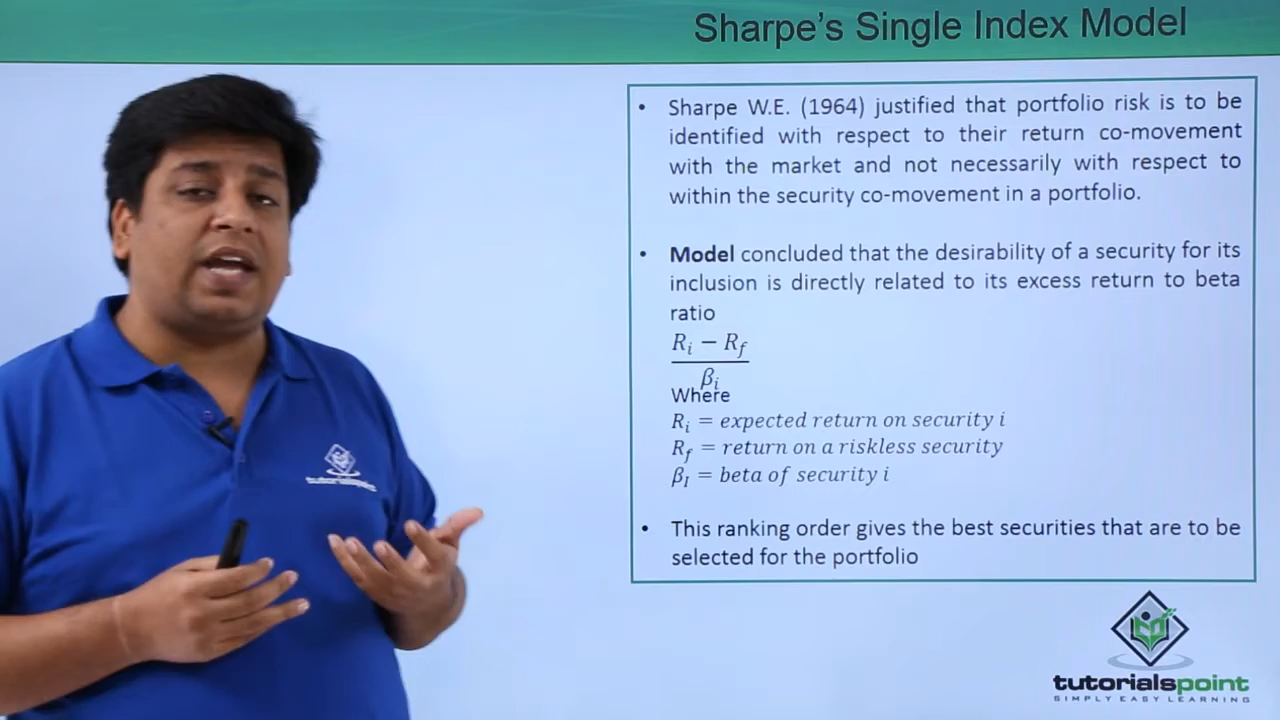 Sharpe's Single Index Model
• Sharpe W.E. (1964) justified that portfolio risk is to be
identified with respect to their return co-movement
with the market and not necessarily with respect to
within the security co-movement in a portfolio.
• Model concluded that the desirability of a security for its
inclusion is directly related to its excess return to beta
ratio
Rᵢ − R_f
βᵢ
Where
Rᵢ = expected return on security i
R_f = return on a riskless security
β_I = beta of security i
• This ranking order gives the best securities that are to be
selected for the portfolio
tutorialspoint
tutorialspoint
SIMPLY EASY LEARNING